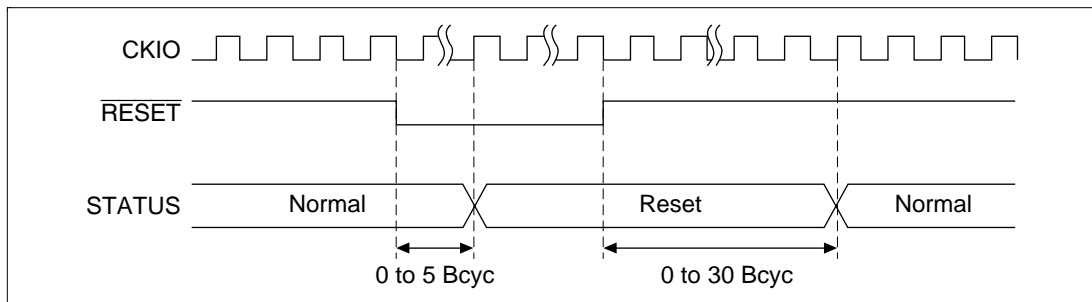 CKIO
RESET
STATUS
Normal
Reset
Normal
0 to 5 Bcyc
0 to 30 Bcyc